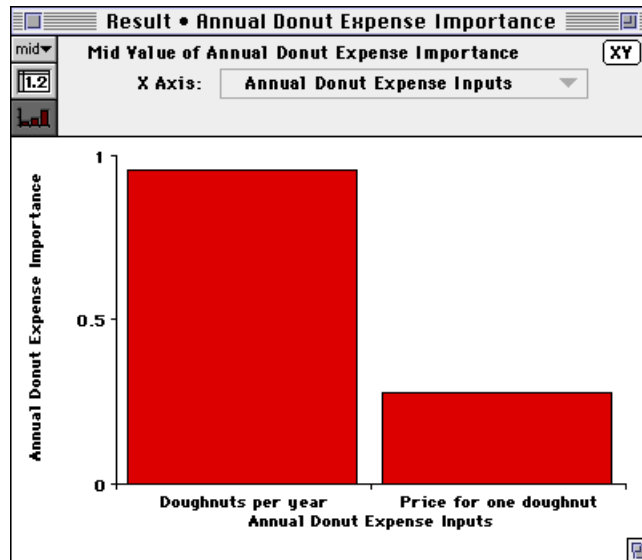 Result • Annual Donut Expense Importance
mid
Mid Value of Annual Donut Expense Importance
XY
1.2
X Axis:
Annual Donut Expense Inputs
Annual Donut Expense Importance
1
0.5
0
Doughnuts per year
Price for one doughnut
Annual Donut Expense Inputs